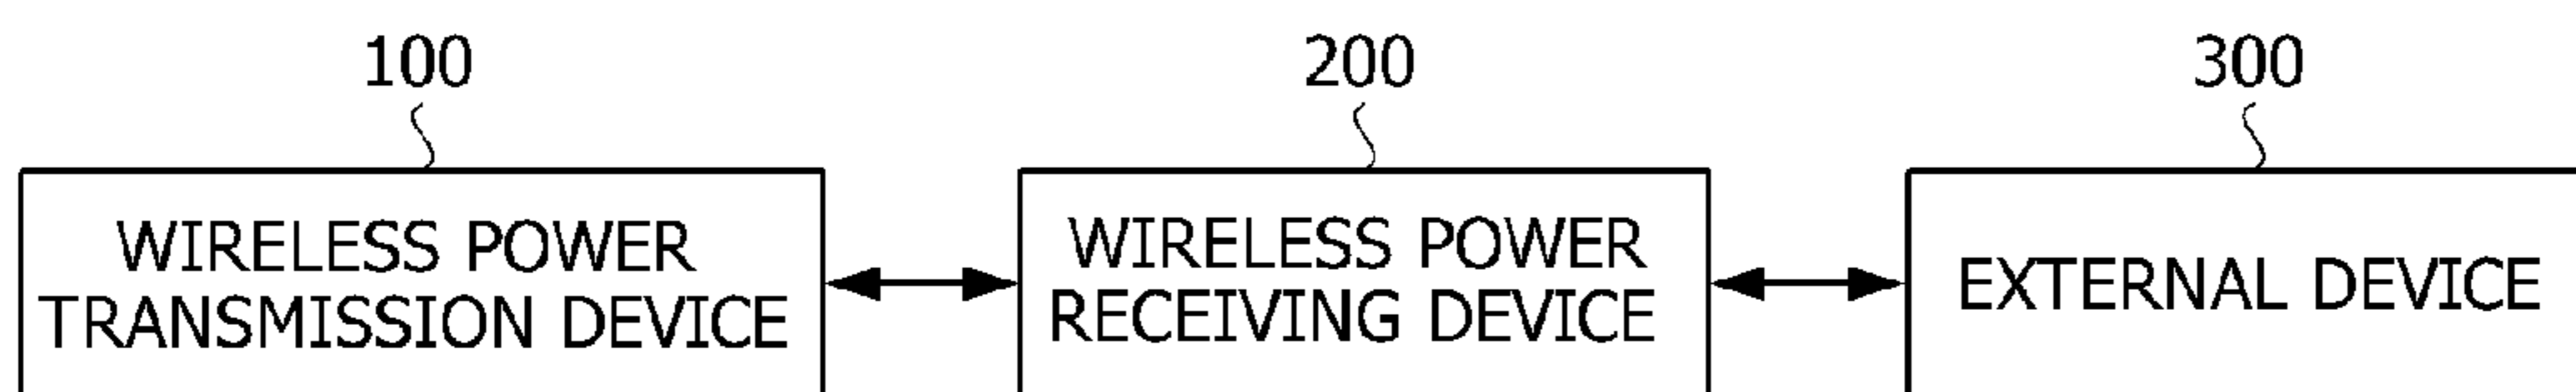 100
200
300
WIRELESS POWER
TRANSMISSION DEVICE
WIRELESS POWER
RECEIVING DEVICE
EXTERNAL DEVICE